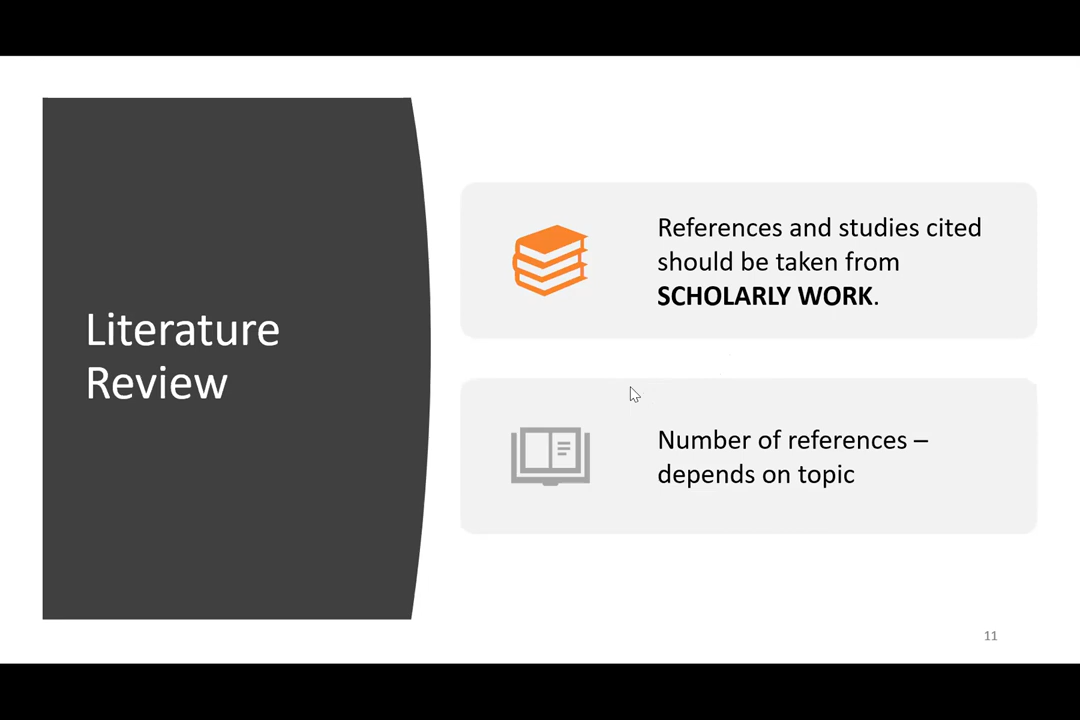 Literature
Review
References and studies cited
should be taken from
SCHOLARLY WORK.
Number of references –
depends on topic
11